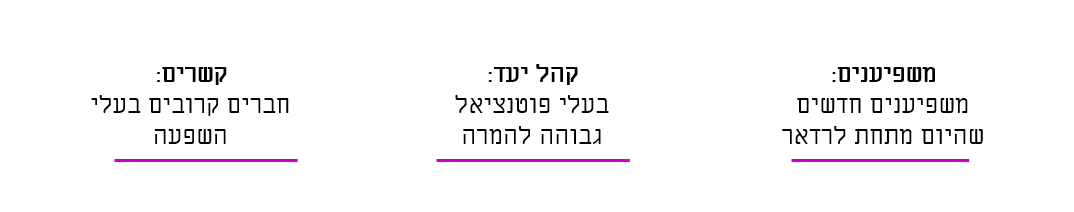 משפיענים:
משפיענים חדשים
שהיום מתחת לרדאר
קהל יעד:
בעלי פוטנציאל
גבוהה להמרה
קשרים:
חברים קרובים בעלי
השפעה